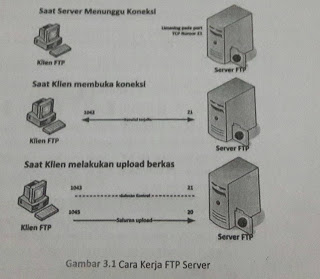 Saat Server Menunggu Koneksi
Listening pada port
TCP Nomor 21
Klien FTP
Server FTP
Saat Klien membuka koneksi
1043 21
Klien FTP
Server FTP
Saat Klien melakukan upload berkas
1043 21
Saluran kontrol
1045 20
Saluran upload
Klien FTP
Server FTP
Gambar 3.1 Cara Kerja FTP Server